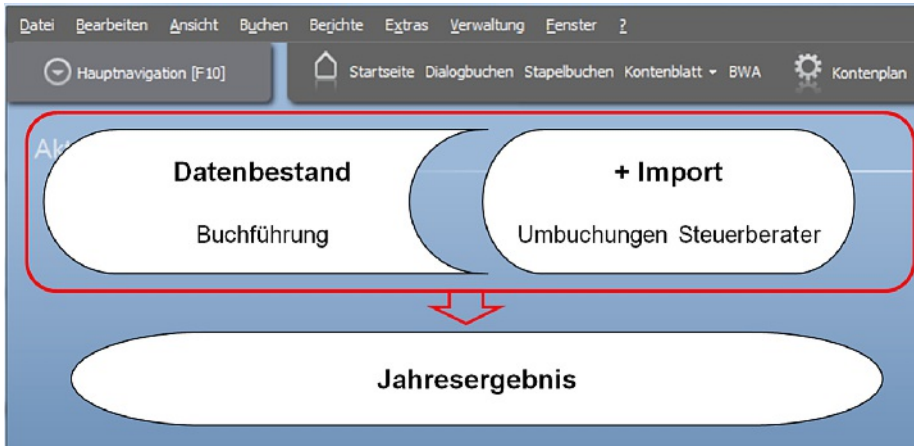 Datei Bearbeiten Ansicht Buchen Berichte Extras Verwaltung Fenster ?
Hauptnavigation [F10] Startseite Dialogbuchen Stapelbuchen Kontenblatt BWA Kontenplan
Datenbestand + Import
Buchführung Umbuchungen Steuerberater
Jahresergebnis